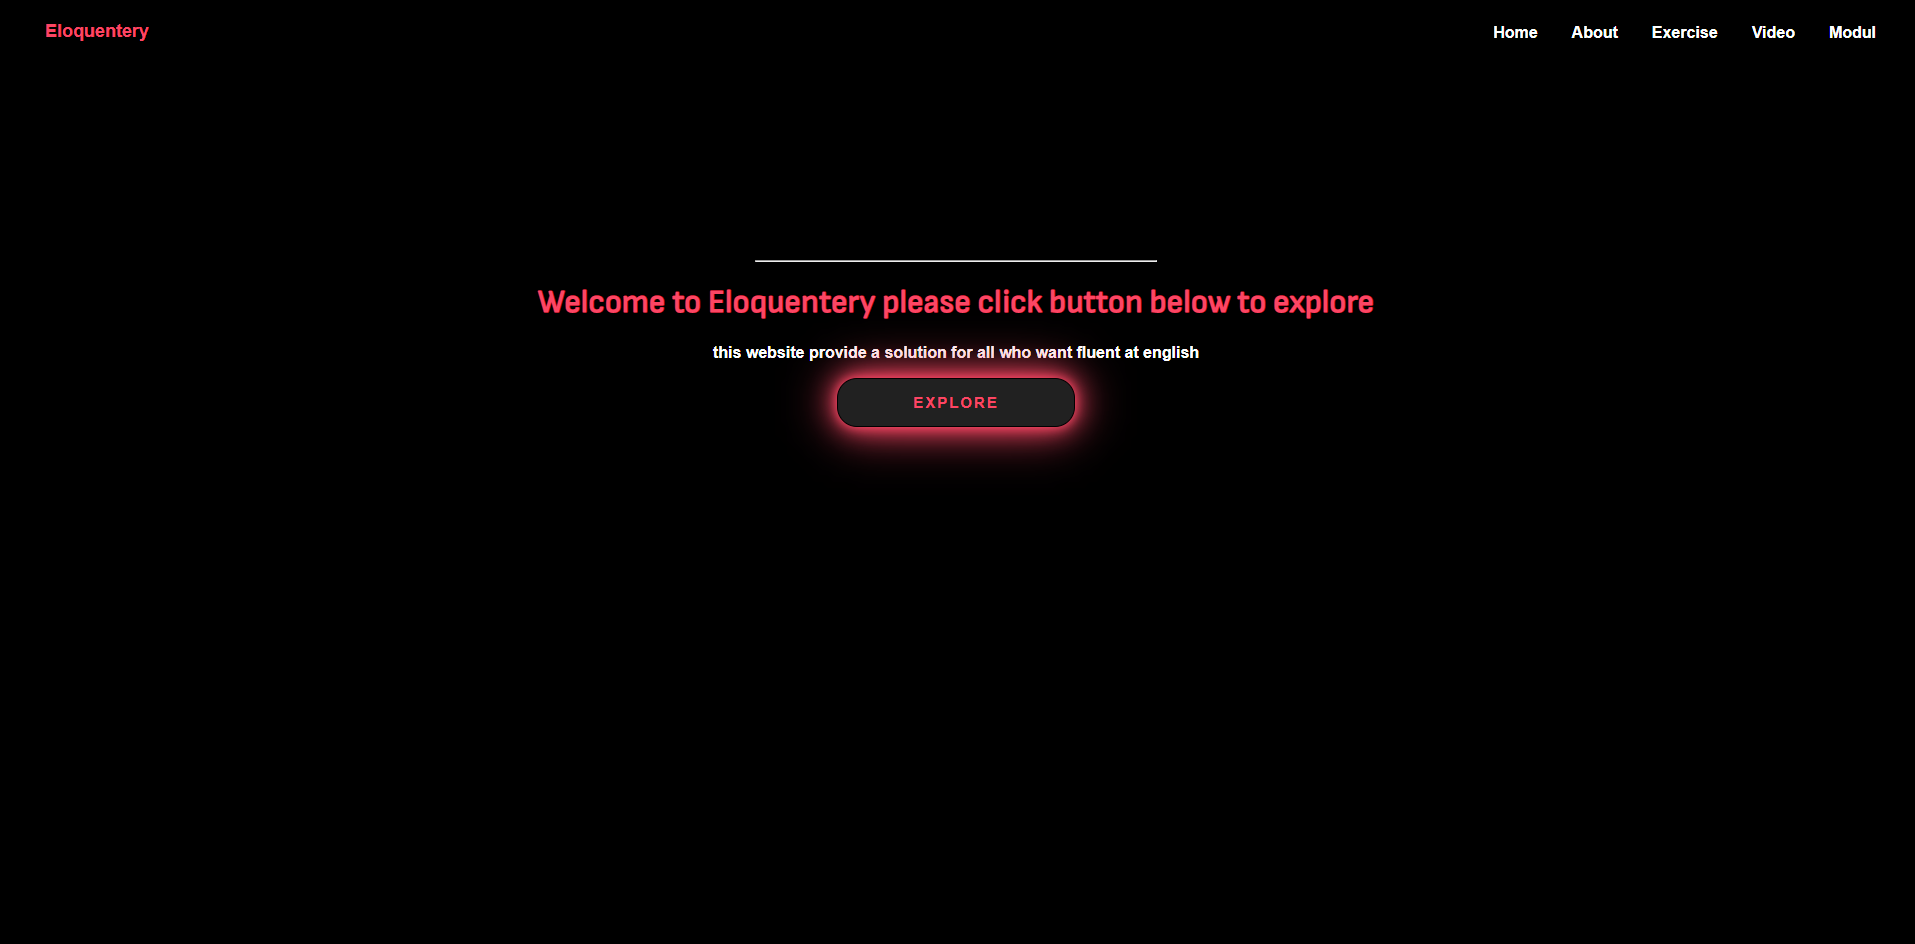 Eloquentery
Home About Exercise Video Modul
Welcome to Eloquentery please click button below to explore
this website provide a solution for all who want fluent at english
EXPLORE